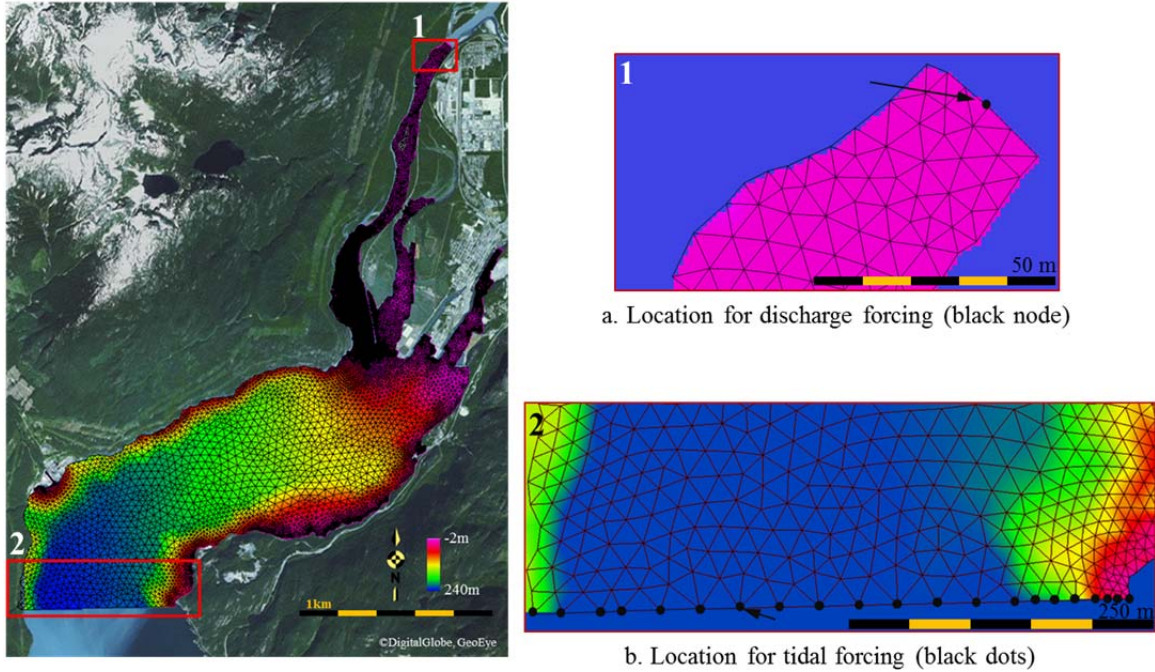 1
2
-2m
240m
N
1km
©DigitalGlobe, GeoEye
1
50 m
a. Location for discharge forcing (black node)
2
250 m
b. Location for tidal forcing (black dots)